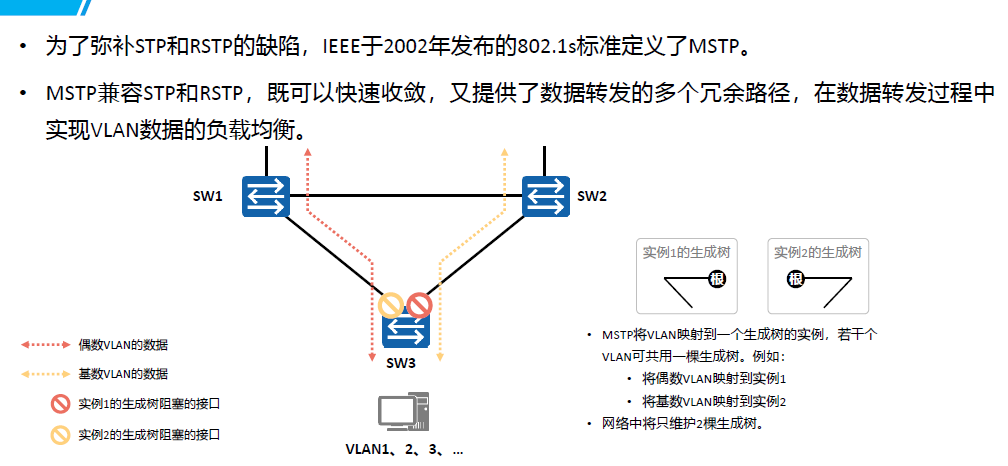 • 为了弥补STP和RSTP的缺陷，IEEE于2002年发布的802.1s标准定义了MSTP。
• MSTP兼容STP和RSTP，既可以快速收敛，又提供了数据转发的多个冗余路径，在数据转发过程中
实现VLAN数据的负载均衡。
SW1
SW2
实例1的生成树
实例2的生成树
根
根
SW3
• MSTP将VLAN映射到一个生成树的实例，若干个
VLAN可共用一棵生成树。例如：
• 将偶数VLAN映射到实例1
• 将基数VLAN映射到实例2
• 网络中将只维护2棵生成树。
偶数VLAN的数据
基数VLAN的数据
实例1的生成树阻塞的接口
实例2的生成树阻塞的接口
VLAN1、2、3、...